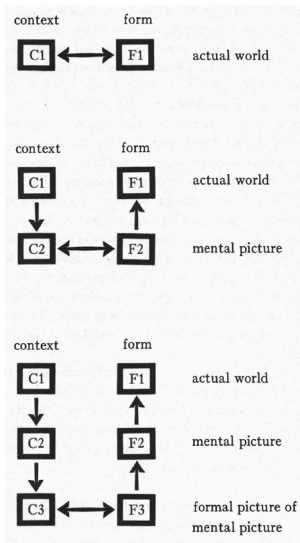 context form
C1 F1 actual world
context form
C1 F1 actual world
C2 F2 mental picture
context form
C1 F1 actual world
C2 F2 mental picture
C3 F3 formal picture of
mental picture